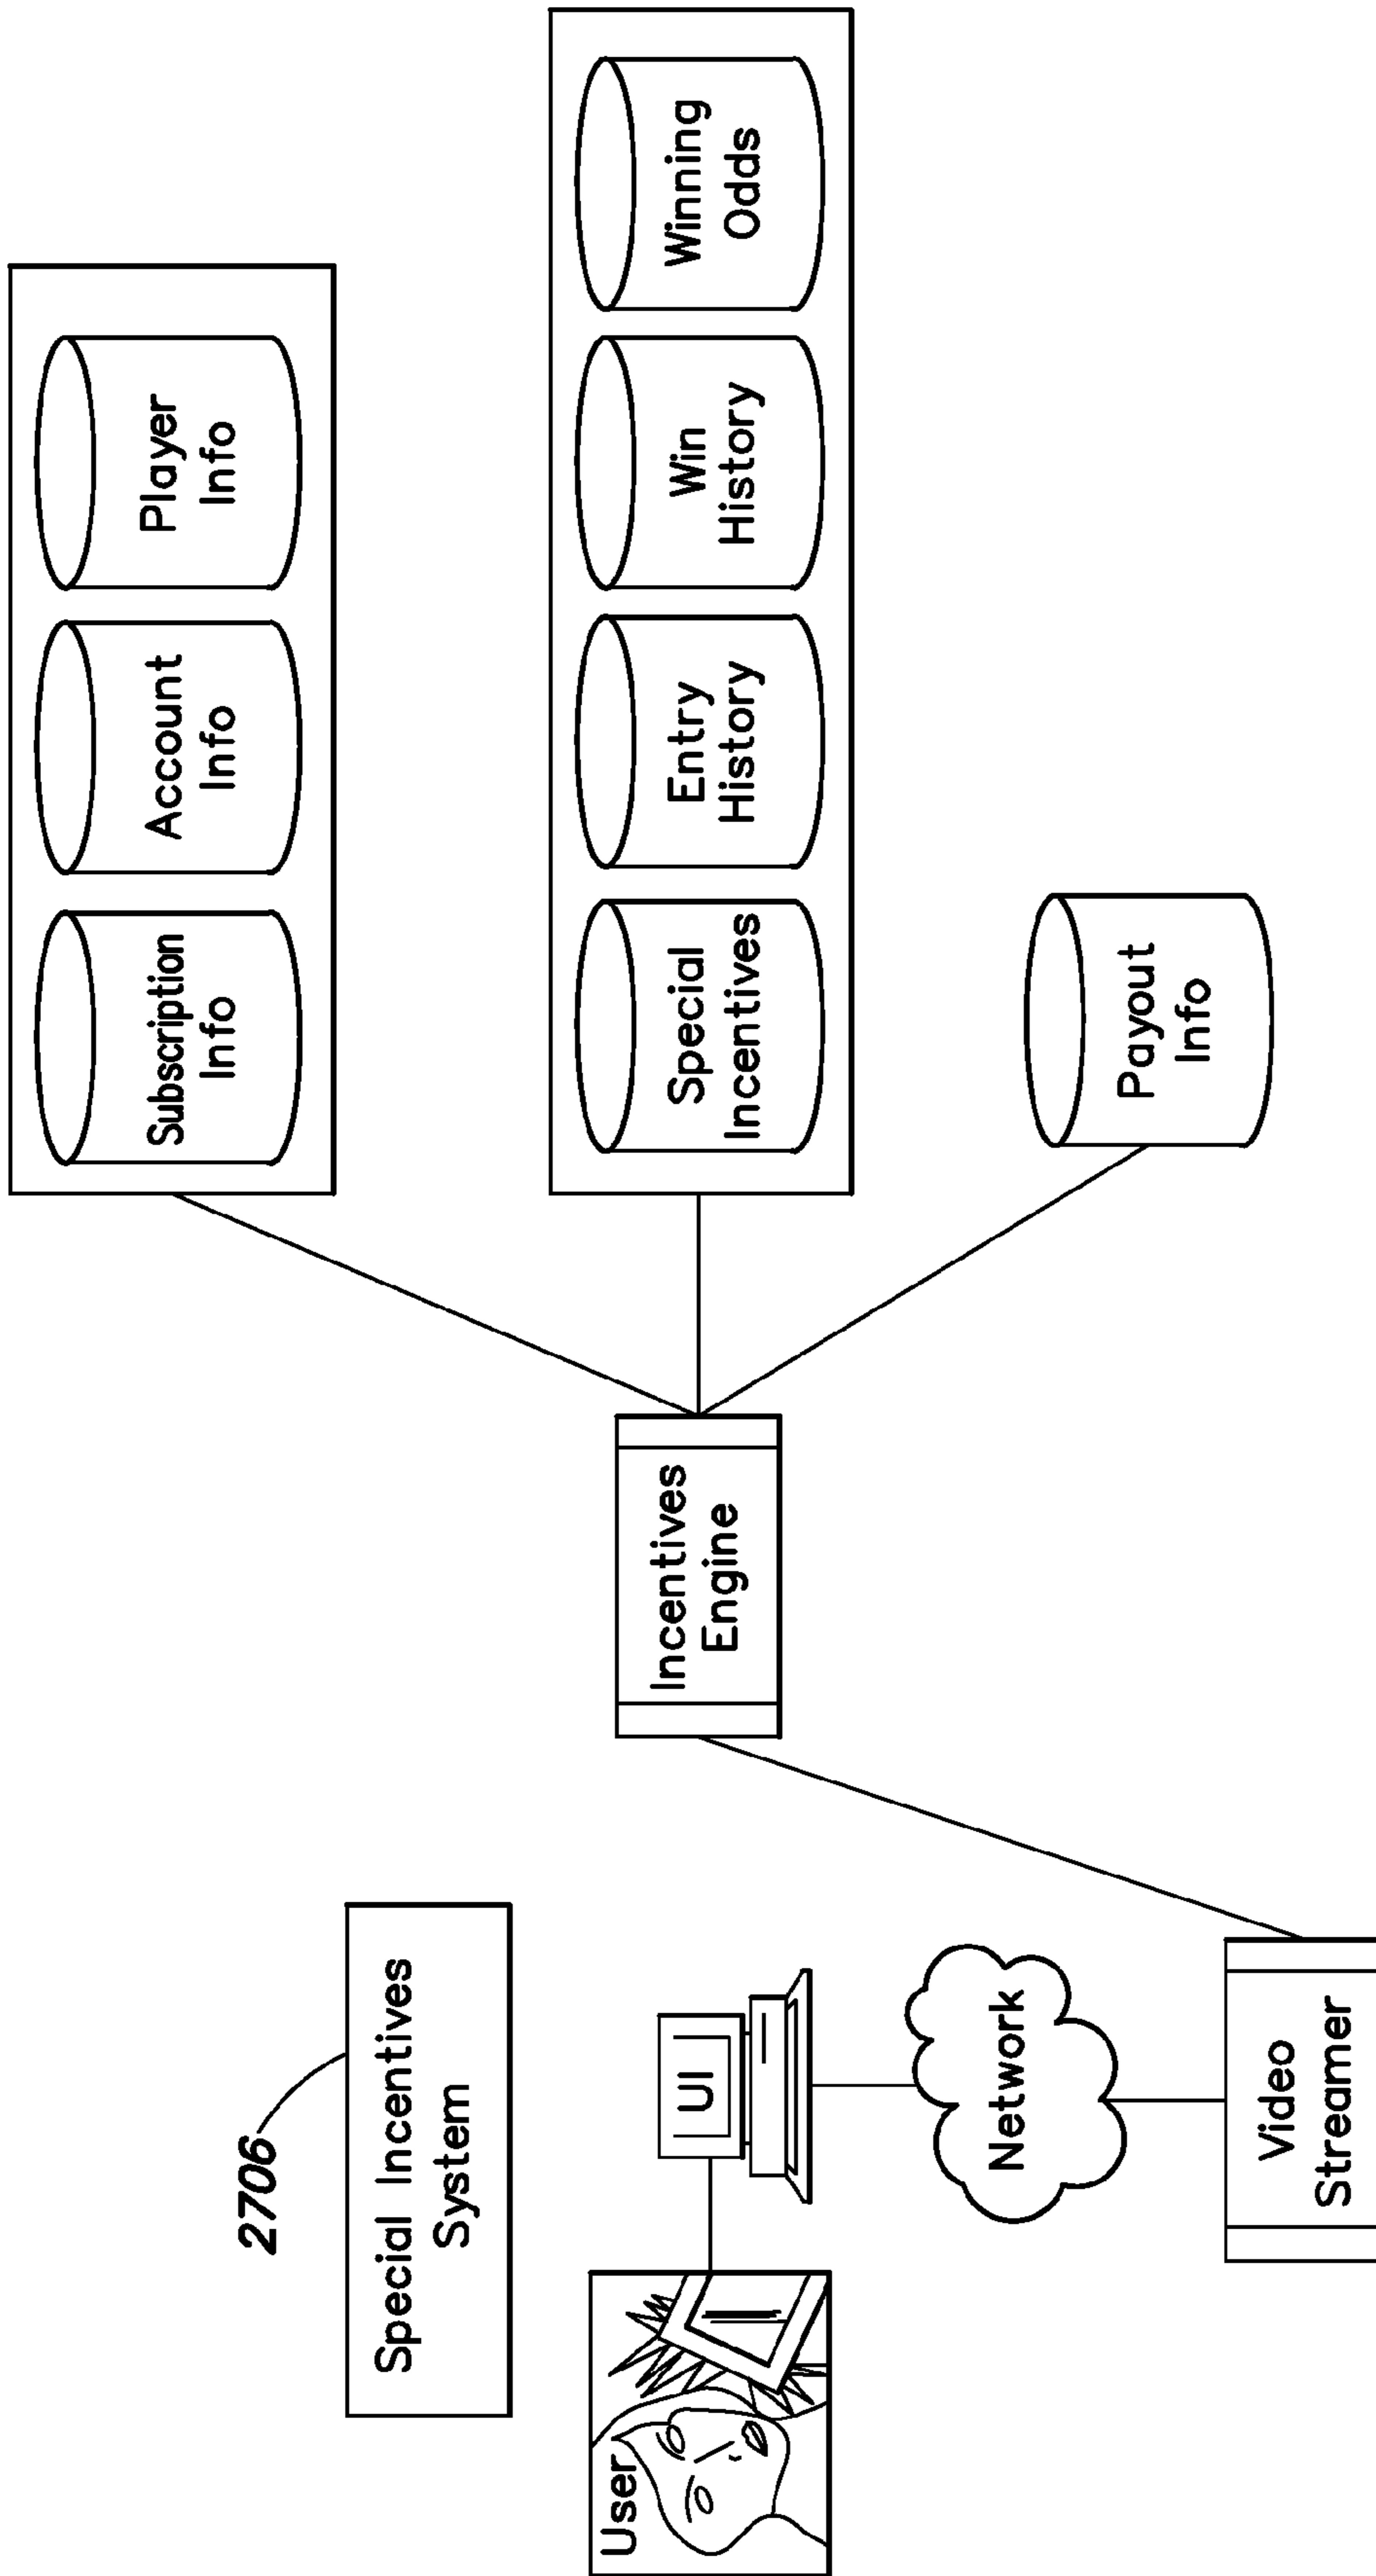 2706
Special Incentives
System
User
UI
Network
Video
Streamer
Incentives
Engine
Subscription
Info
Account
Info
Player
Info
Special
Incentives
Entry
History
Win
History
Winning
Odds
Payout
Info